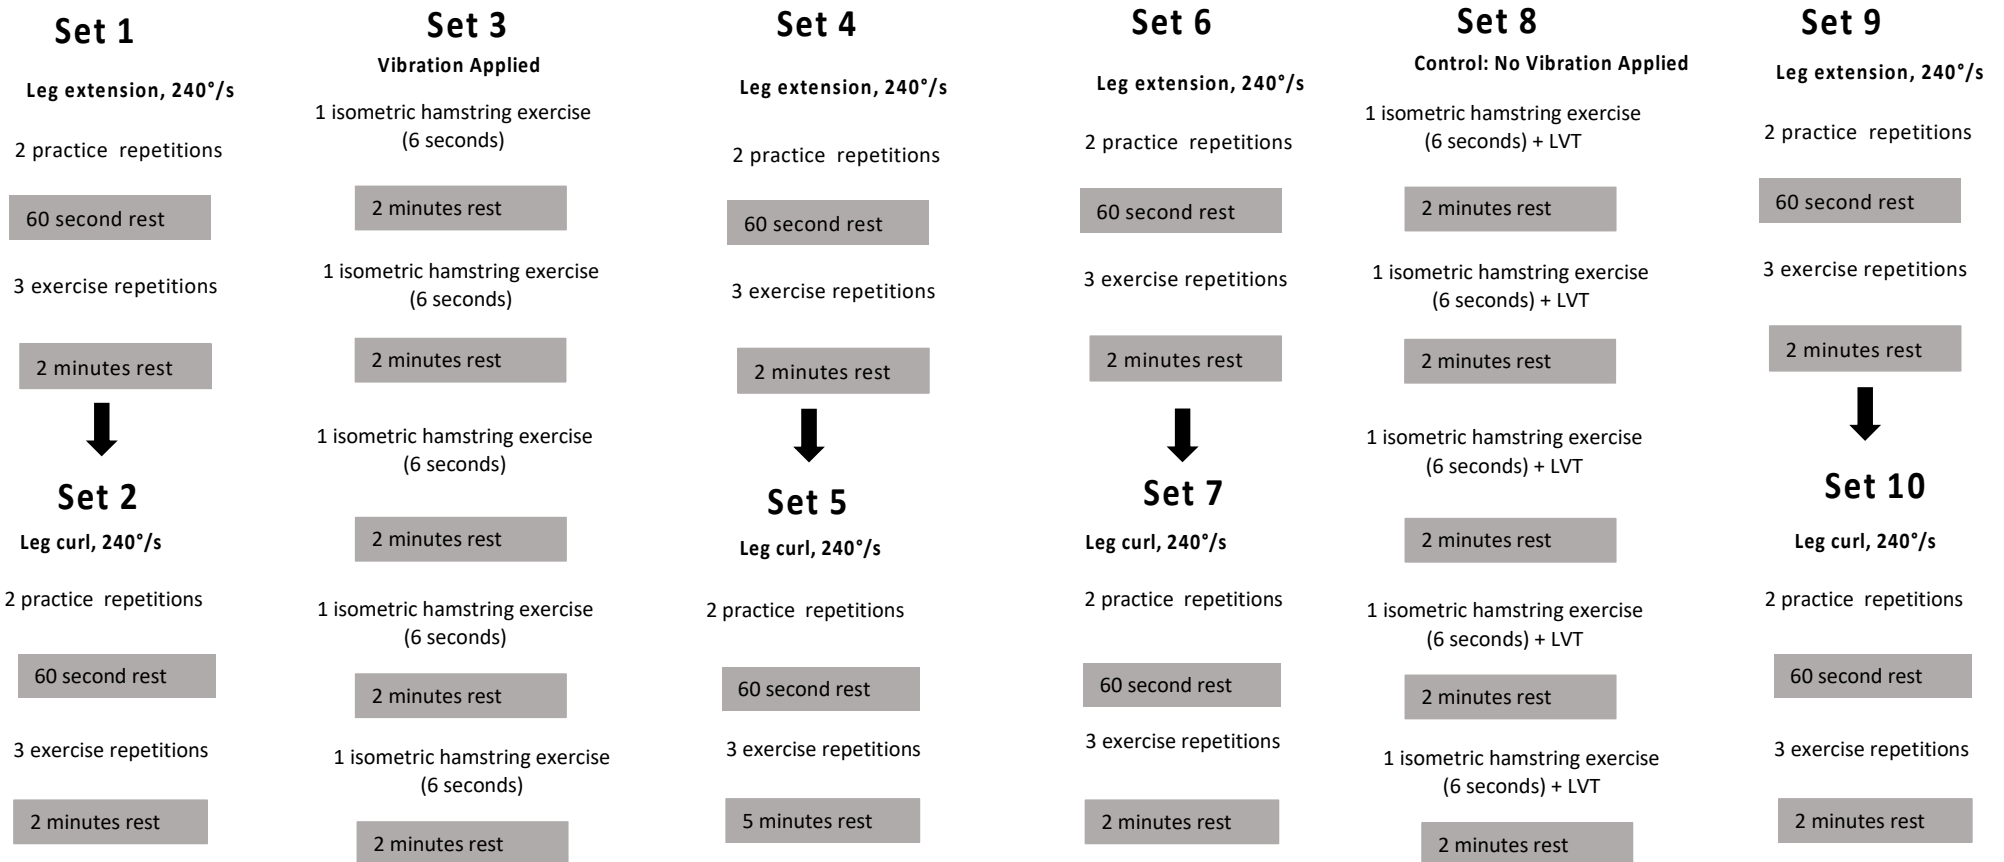 Set 1
Leg extension, 240°/s
2 practice repetitions
60 second rest
3 exercise repetitions
2 minutes rest
Set 2
Leg curl, 240°/s
2 practice repetitions
60 second rest
3 exercise repetitions
2 minutes rest
Set 3
Vibration Applied
1 isometric hamstring exercise
(6 seconds)
2 minutes rest
1 isometric hamstring exercise
(6 seconds)
2 minutes rest
1 isometric hamstring exercise
(6 seconds)
2 minutes rest
1 isometric hamstring exercise
(6 seconds)
2 minutes rest
1 isometric hamstring exercise
(6 seconds)
2 minutes rest
Set 4
Leg extension, 240°/s
2 practice repetitions
60 second rest
3 exercise repetitions
2 minutes rest
Set 5
Leg curl, 240°/s
2 practice repetitions
60 second rest
3 exercise repetitions
5 minutes rest
Set 6
Leg extension, 240°/s
2 practice repetitions
60 second rest
3 exercise repetitions
2 minutes rest
Set 7
Leg curl, 240°/s
2 practice repetitions
60 second rest
3 exercise repetitions
2 minutes rest
Set 8
Control: No Vibration Applied
1 isometric hamstring exercise
(6 seconds) + LVT
2 minutes rest
1 isometric hamstring exercise
(6 seconds) + LVT
2 minutes rest
1 isometric hamstring exercise
(6 seconds) + LVT
2 minutes rest
1 isometric hamstring exercise
(6 seconds) + LVT
2 minutes rest
1 isometric hamstring exercise
(6 seconds) + LVT
2 minutes rest
Set 9
Leg extension, 240°/s
2 practice repetitions
60 second rest
3 exercise repetitions
2 minutes rest
Set 10
Leg curl, 240°/s
2 practice repetitions
60 second rest
3 exercise repetitions
2 minutes rest